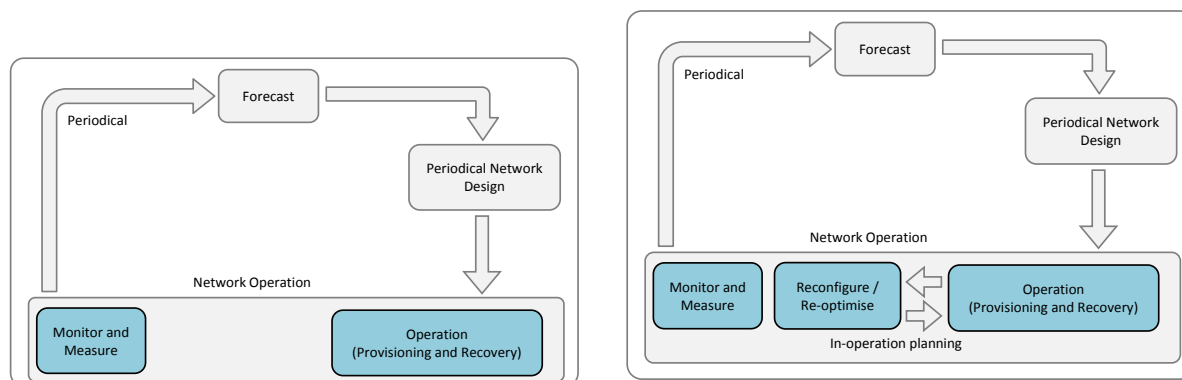 Forecast
Periodical
Periodical Network
Design
Network Operation
Monitor and
Measure
Operation
(Provisioning and Recovery)
Forecast
Periodical
Periodical Network
Design
Network Operation
Monitor and
Measure
Reconfigure /
Re-optimise
Operation
(Provisioning and Recovery)
In-operation planning